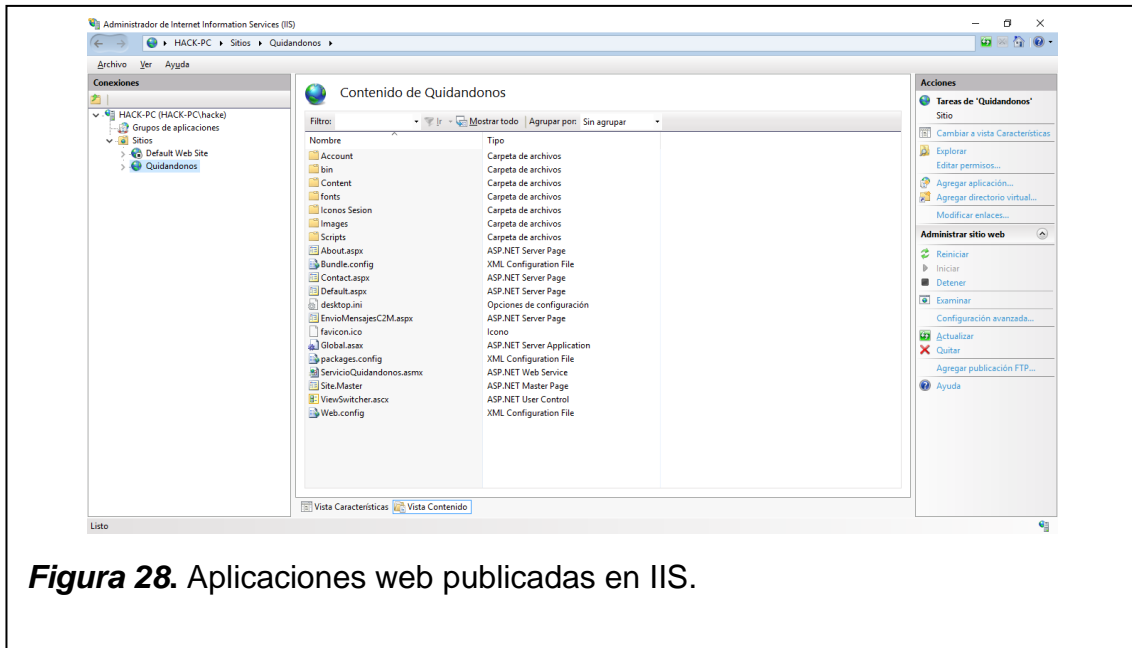 Administrador de Internet Information Services (IIS)
HACK-PC Sitios Quidandonos
Archivo Ver Ayuda
Conexiones
HACK-PC (HACK-PC\hacke)
Grupos de aplicaciones
Sitios
Default Web Site
Quidandonos
Contenido de Quidandonos
Filtro: Ir Mostrar todo Agrupar por: Sin agrupar
Nombre Tipo
Account Carpeta de archivos
bin Carpeta de archivos
Content Carpeta de archivos
fonts Carpeta de archivos
Iconos Sesion Carpeta de archivos
Images Carpeta de archivos
Scripts Carpeta de archivos
About.aspx ASP.NET Server Page
Bundle.config XML Configuration File
Contact.aspx ASP.NET Server Page
Default.aspx ASP.NET Server Page
desktop.ini Opciones de configuración
EnvioMensajesC2M.aspx ASP.NET Server Page
favicon.ico Icono
Global.asax ASP.NET Server Application
packages.config XML Configuration File
ServicioQuidandonos.asmx ASP.NET Web Service
Site.Master ASP.NET Master Page
ViewSwitcher.ascx ASP.NET User Control
Web.config XML Configuration File
Vista Características Vista Contenido
Acciones
Tareas de 'Quidandonos'
Sitio
Cambiar a vista Características
Explorar
Editar permisos...
Agregar aplicación...
Agregar directorio virtual...
Modificar enlaces...
Administrar sitio web
Reiniciar
Iniciar
Detener
Examinar
Configuración avanzada...
Actualizar
Quitar
Agregar publicación FTP...
Ayuda
Listo
Figura 28. Aplicaciones web publicadas en IIS.